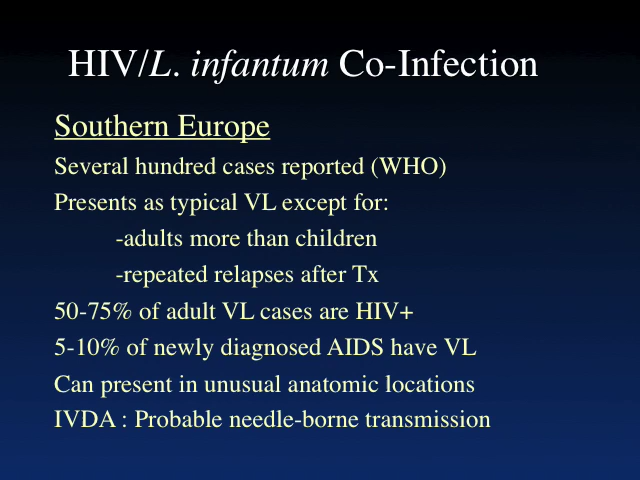 HIV/L. infantum Co-Infection
Southern Europe
Several hundred cases reported (WHO)
Presents as typical VL except for:
-adults more than children
-repeated relapses after Tx
50-75% of adult VL cases are HIV+
5-10% of newly diagnosed AIDS have VL
Can present in unusual anatomic locations
IVDA : Probable needle-borne transmission